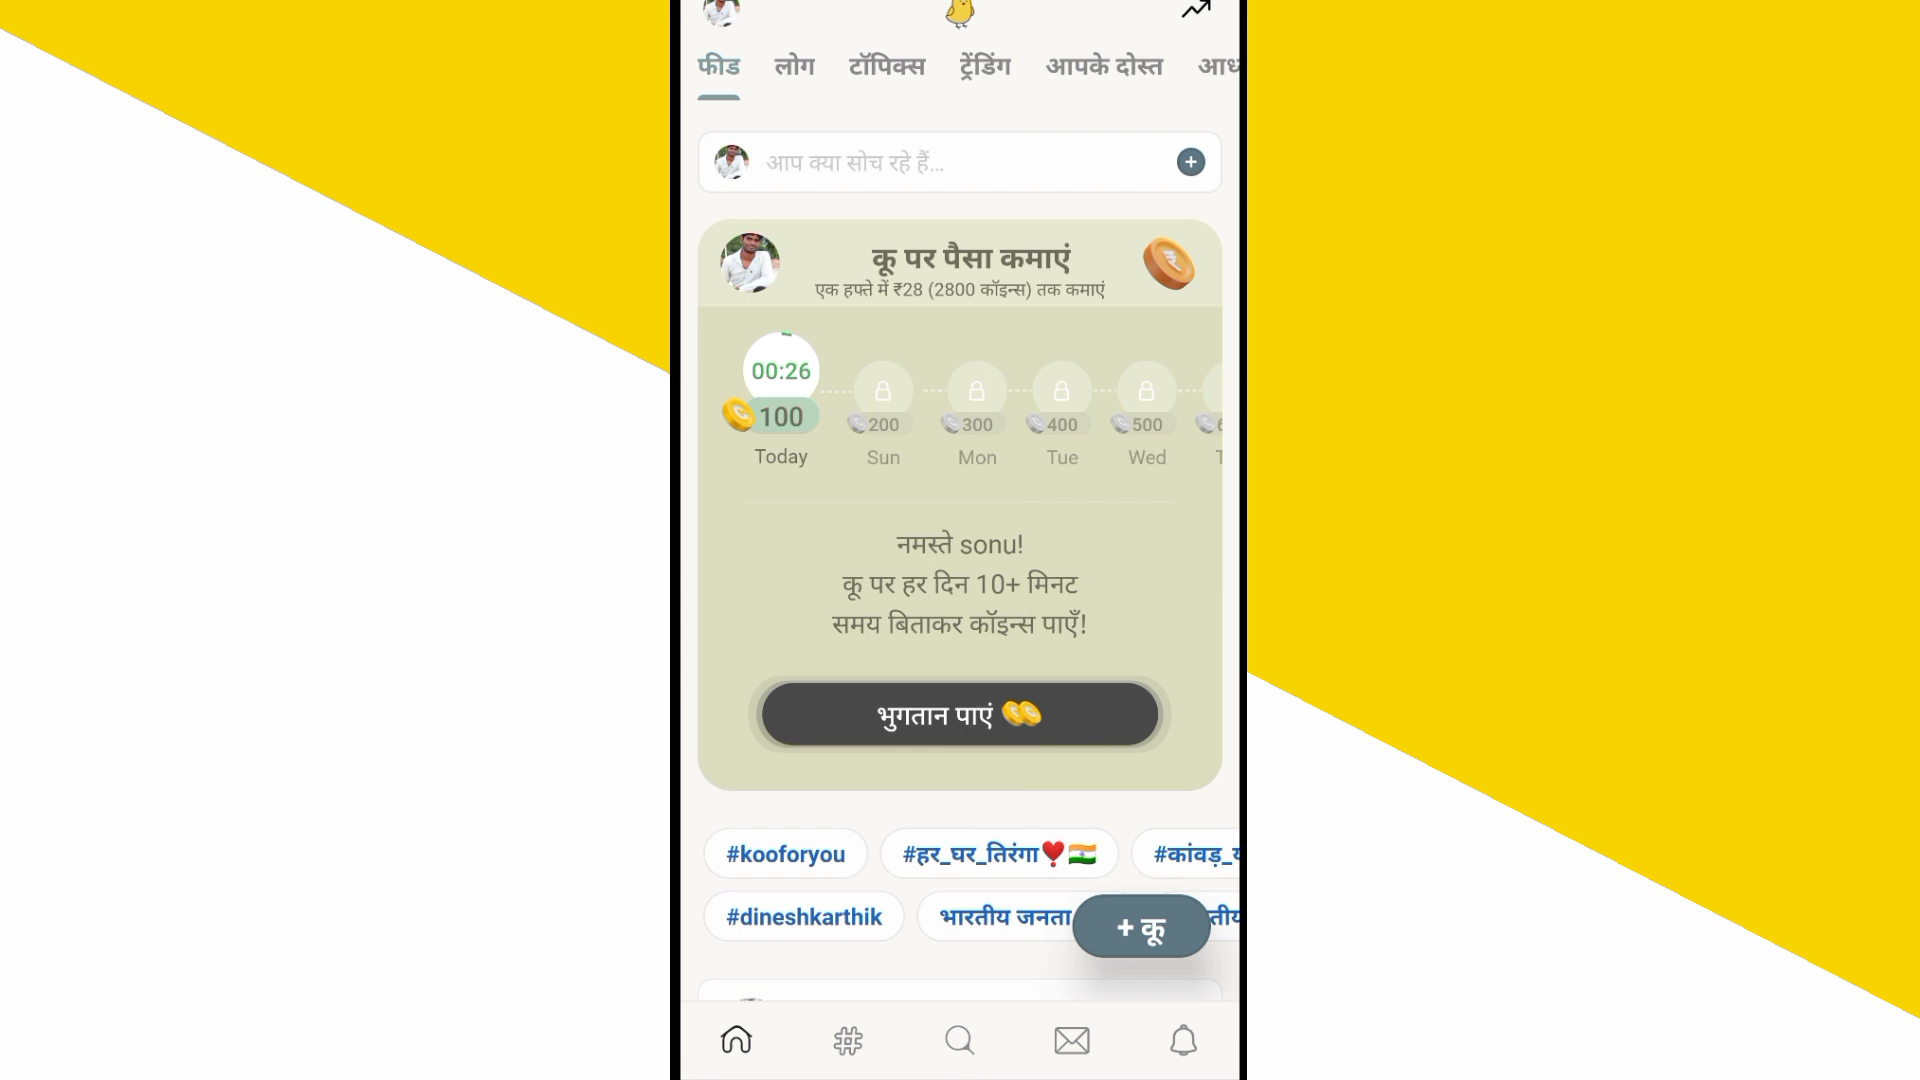 फीड लोग टॉपिक्स ट्रेंडिंग आपके दोस्त
आप क्या सोच रहे हैं...
कू पर पैसा कमाएं
एक हफ्ते में ₹28 (2800 कॉइन्स) तक कमाएं
00:26
100 200 300 400 500
Today Sun Mon Tue Wed
नमस्ते sonu!
कू पर हर दिन 10+ मिनट
समय बिताकर कॉइन्स पाएँ!
भुगतान पाएं
#kooforyou #हर_घर_तिरंगा❣️🇮🇳 #कांवड़_
#dineshkarthik भारतीय जनता
+ कू